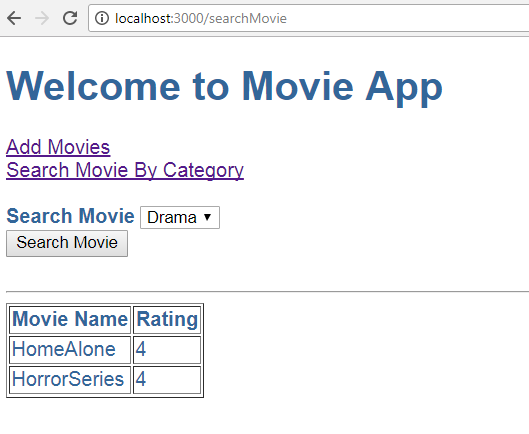 localhost:3000/searchMovie
Welcome to Movie App
Add Movies
Search Movie By Category
Search Movie Drama
Search Movie
Movie Name Rating
HomeAlone 4
HorrorSeries 4